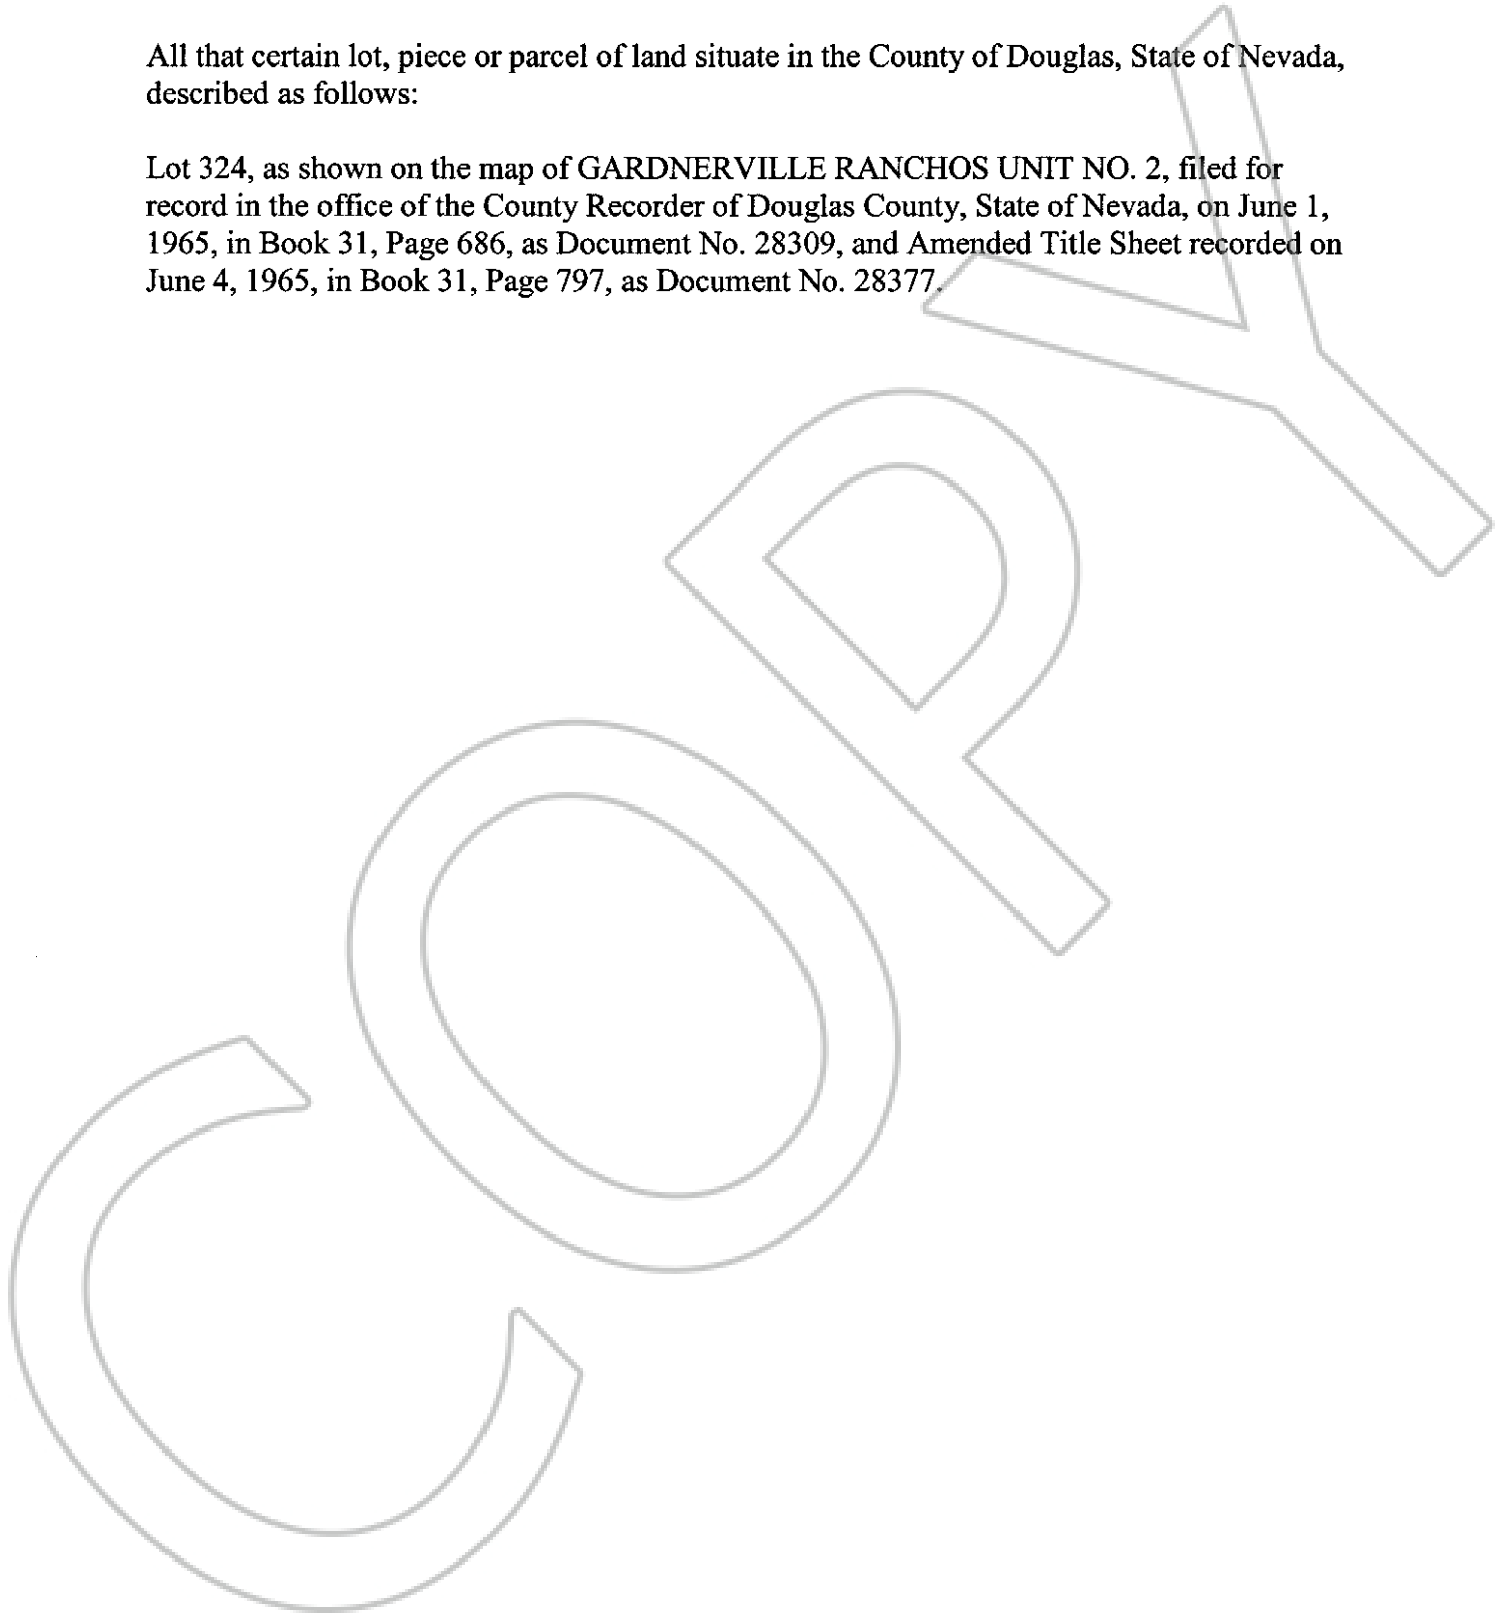 All that certain lot, piece or parcel of land situate in the County of Douglas, State of Nevada,
described as follows:
Lot 324, as shown on the map of GARDNERVILLE RANCHOS UNIT NO. 2, filed for
record in the office of the County Recorder of Douglas County, State of Nevada, on June 1,
1965, in Book 31, Page 686, as Document No. 28309, and Amended Title Sheet recorded on
June 4, 1965, in Book 31, Page 797, as Document No. 28377.
COPY